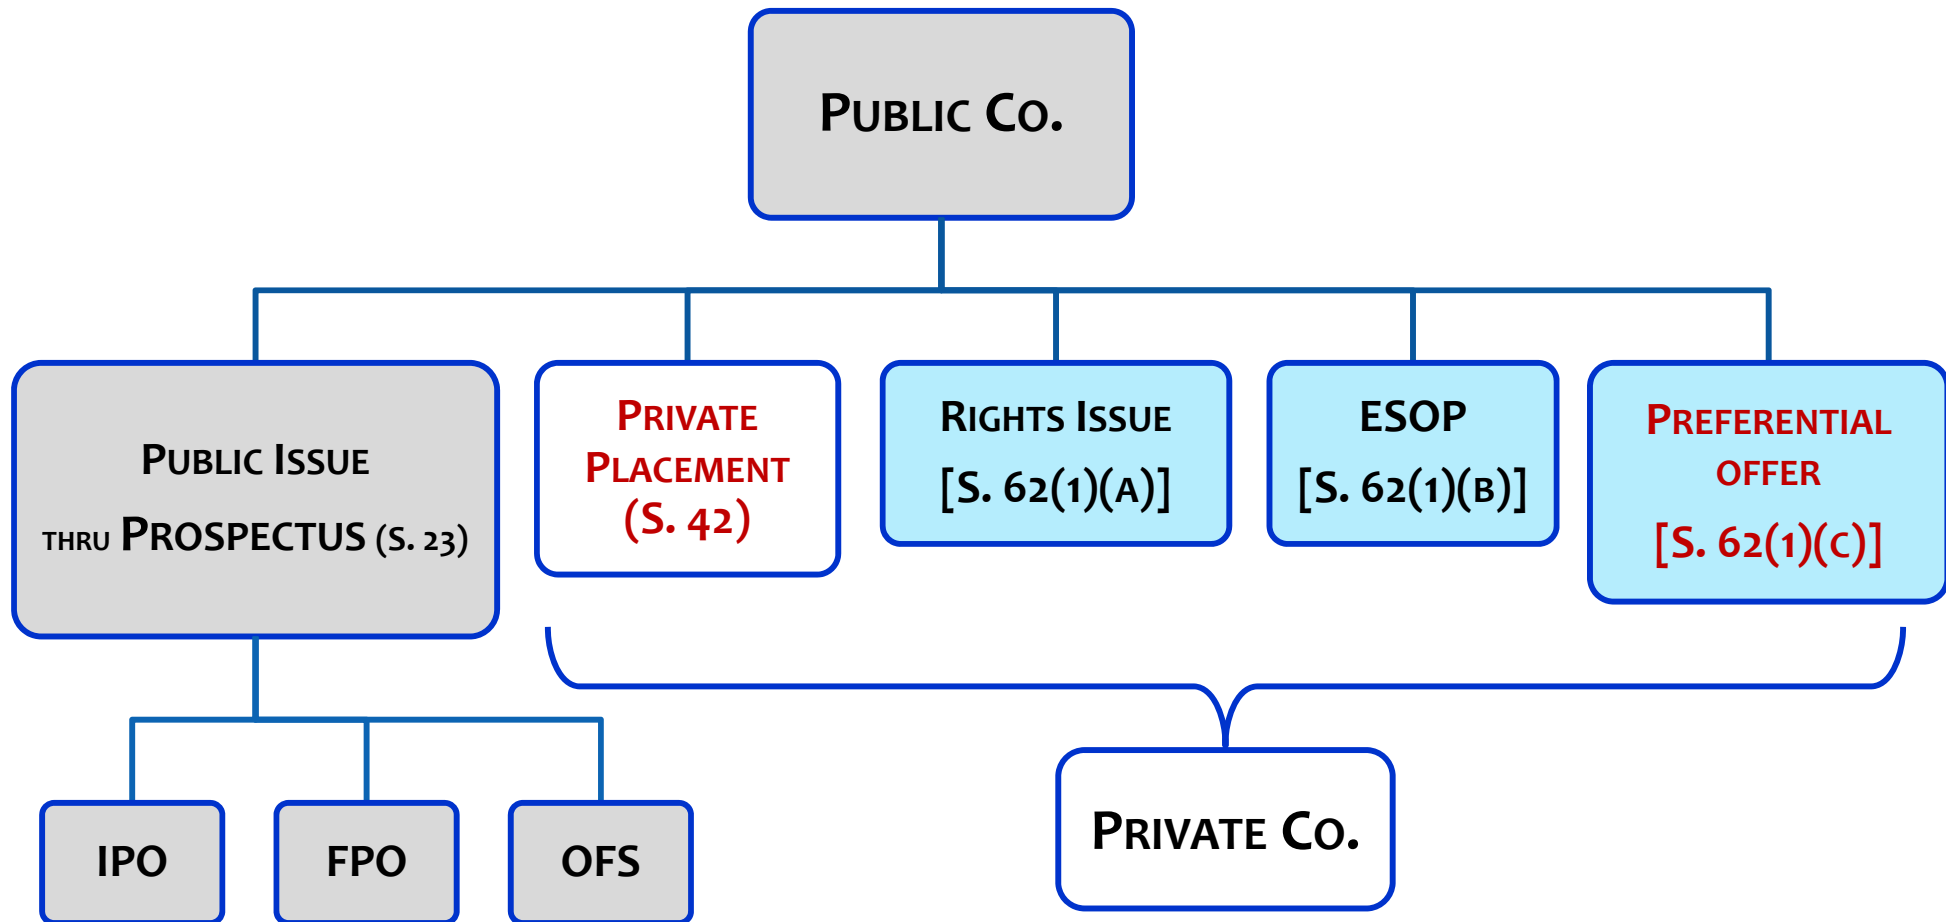 PUBLIC CO.
PUBLIC ISSUE
THRU PROSPECTUS (S. 23)
PRIVATE
PLACEMENT
(S. 42)
RIGHTS ISSUE
[S. 62(1)(A)]
ESOP
[S. 62(1)(B)]
PREFERENTIAL
OFFER
[S. 62(1)(C)]
IPO
FPO
OFS
PRIVATE CO.